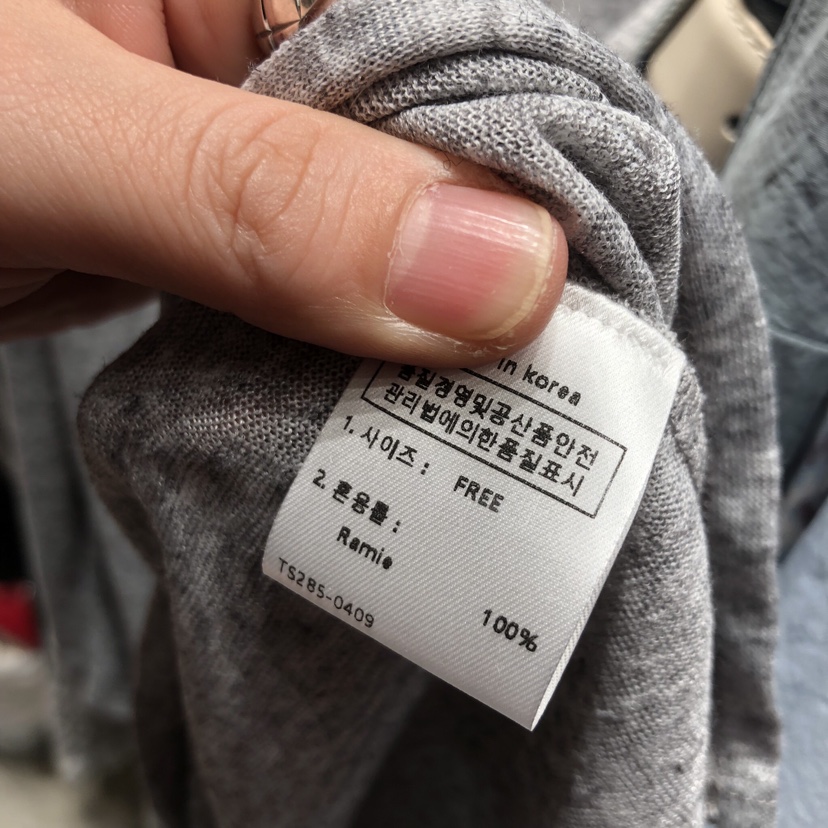 in korea
품질경영및공산품안전
관리법에의한품질표시
1. 사이즈 : FREE
2. 혼용률 :
Ramie 100%
TS285-0409